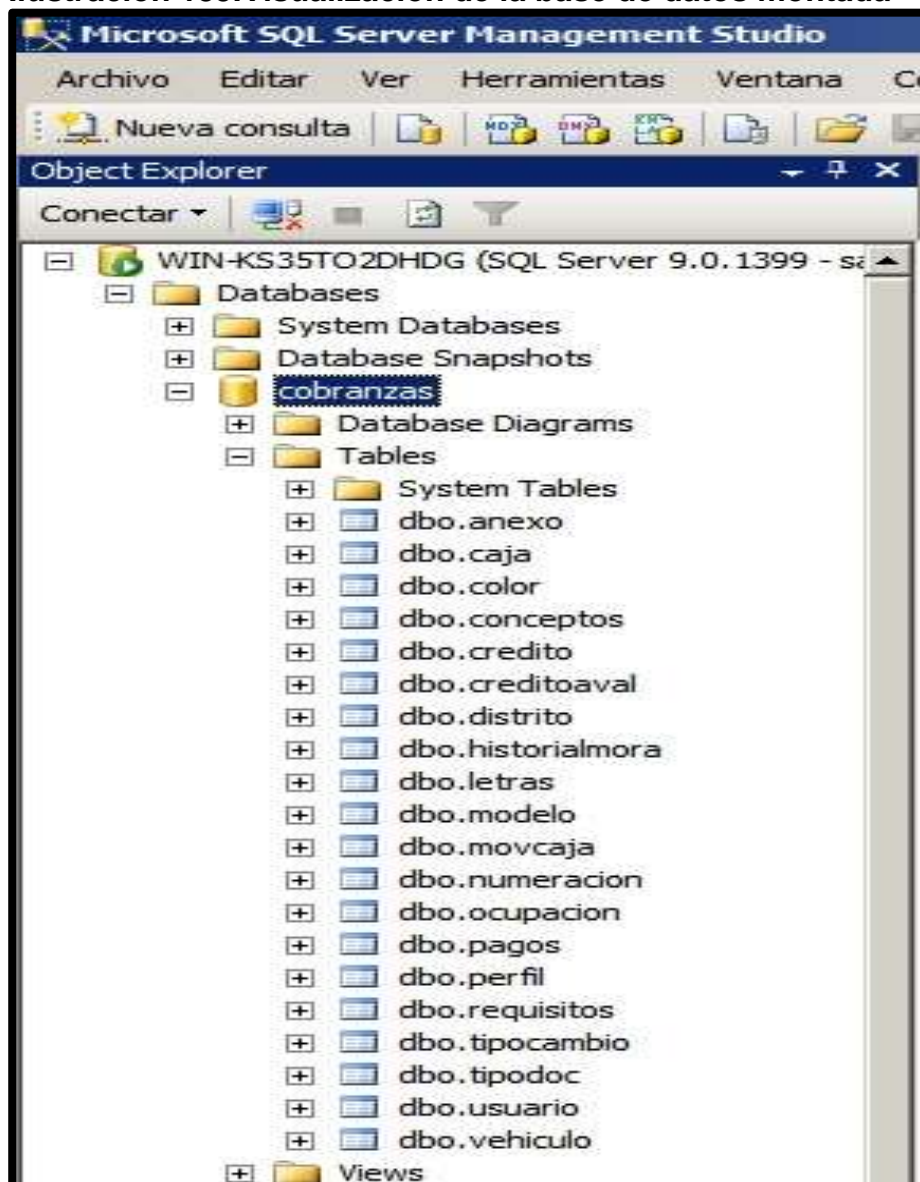 Microsoft SQL Server Management Studio
Archivo Editar Ver Herramientas Ventana
Nueva consulta
Object Explorer
Conectar
WIN-KS35TO2DHDG (SQL Server 9.0.1399 - sa
Databases
System Databases
Database Snapshots
cobranzas
Database Diagrams
Tables
System Tables
dbo.anexo
dbo.caja
dbo.color
dbo.conceptos
dbo.credito
dbo.creditoaval
dbo.distrito
dbo.historialmora
dbo.letras
dbo.modelo
dbo.movcaja
dbo.numeracion
dbo.ocupacion
dbo.pagos
dbo.perfil
dbo.requisitos
dbo.tipocambio
dbo.tipodoc
dbo.usuario
dbo.vehiculo
Views